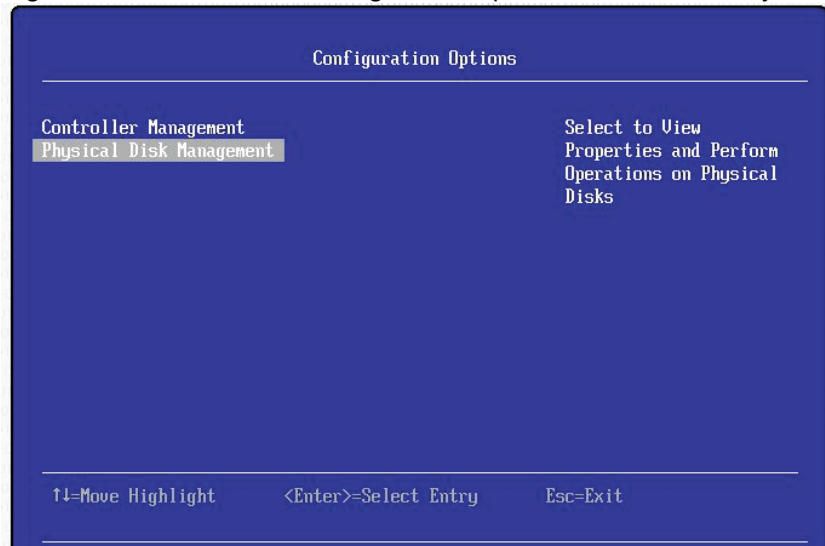 Configuration Options
Controller Management
Physical Disk Management
Select to View
Properties and Perform
Operations on Physical
Disks
↑↓=Move Highlight <Enter>=Select Entry Esc=Exit